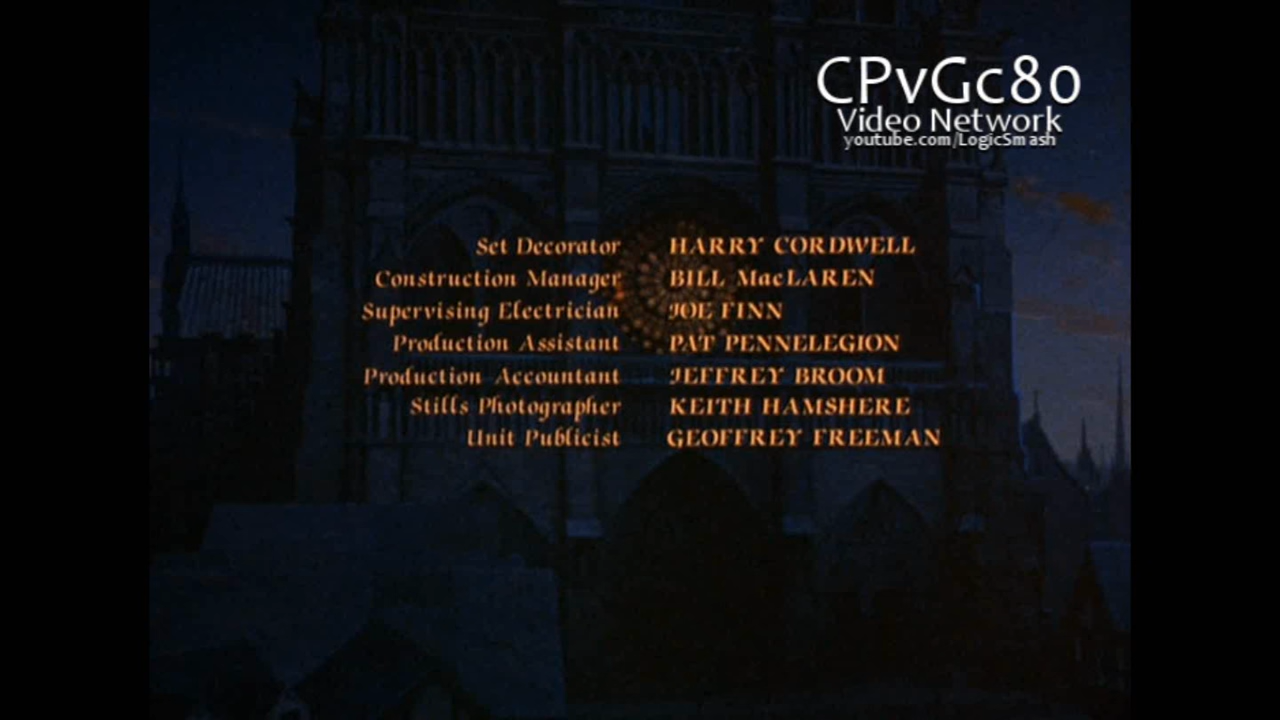 CPvGc80
Video Network
youtube.com/LogicSmash
Set Decorator HARRY CORDWELL
Construction Manager BILL MacLAREN
Supervising Electrician JOE FINN
Production Assistant PAT PENNELEGION
Production Accountant JEFFREY BROOM
Stills Photographer KEITH HAMSHERE
Unit Publicist GEOFFREY FREEMAN